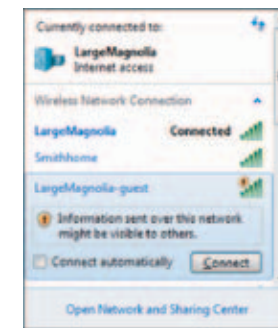 Currently connected to:
LargeMagnolia
Internet access
Wireless Network Connection
LargeMagnolia Connected
Smithhome
LargeMagnolia-guest
Information sent over this network
might be visible to others.
Connect automatically Connect
Open Network and Sharing Center